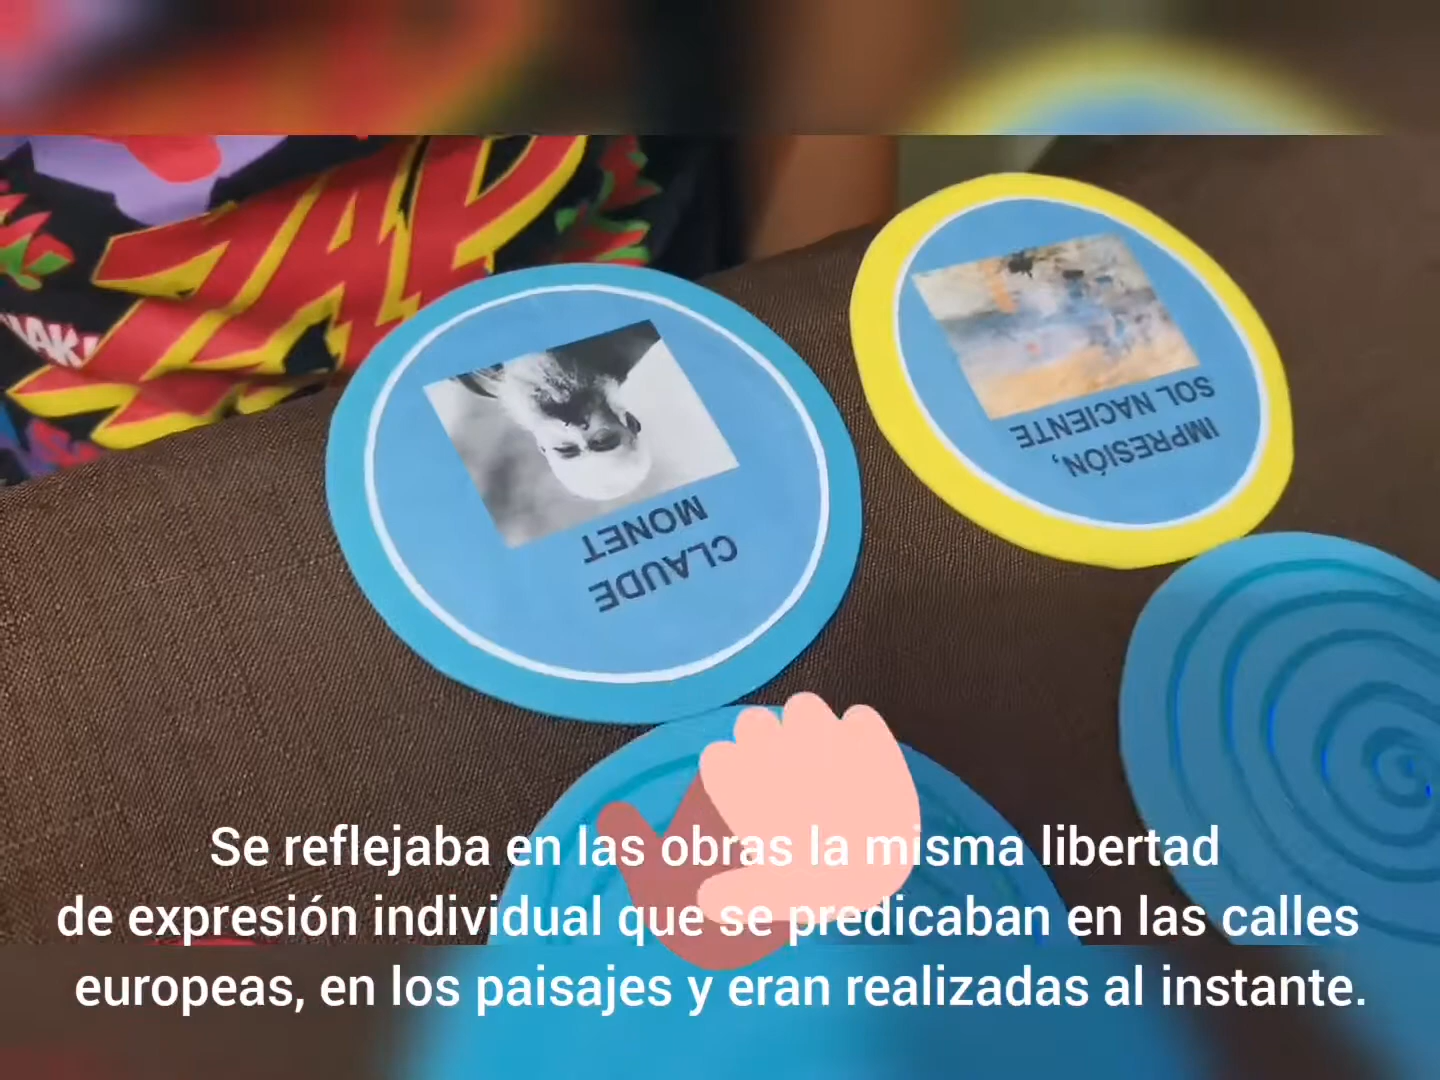 ZAP
CLAUDE
MONET
IMPRESIÓN,
SOL NACIENTE
Se reflejaba en las obras la misma libertad
de expresión individual que se predicaban en las calles
europeas, en los paisajes y eran realizadas al instante.